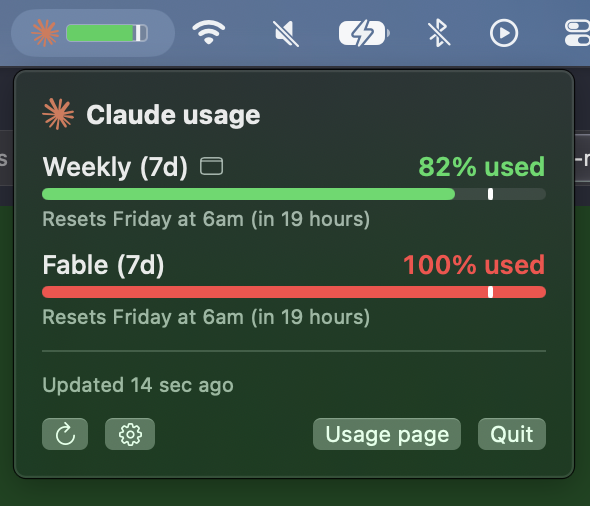 Claude usage
Weekly (7d) 82% used
Resets Friday at 6am (in 19 hours)
Fable (7d) 100% used
Resets Friday at 6am (in 19 hours)
Updated 14 sec ago
Usage page Quit